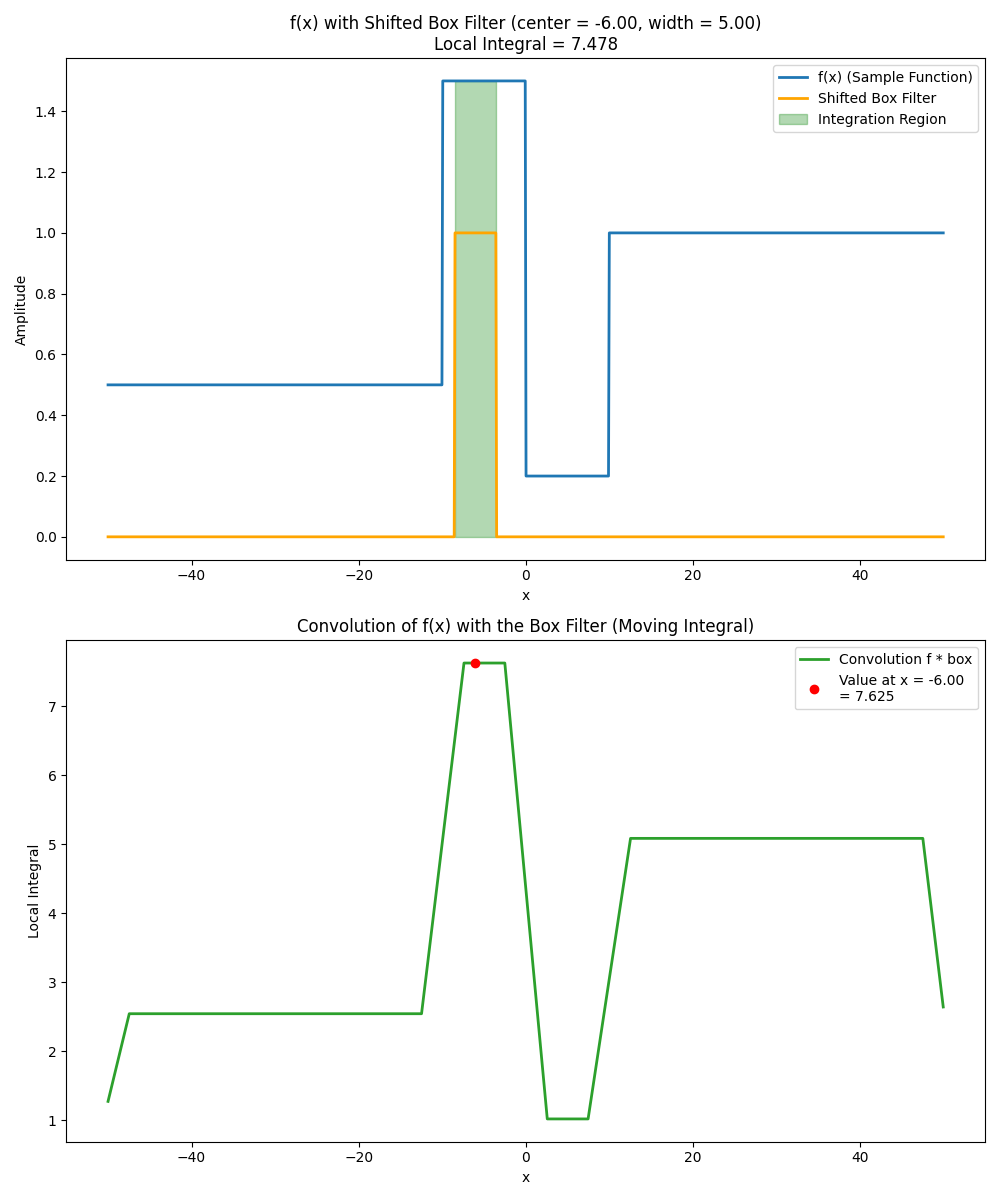 f(x) with Shifted Box Filter (center = -6.00, width = 5.00)
Local Integral = 7.478
f(x) (Sample Function)
Shifted Box Filter
Integration Region
Amplitude
1.4
1.2
1.0
0.8
0.6
0.4
0.2
0.0
−40
−20
0
20
40
x
Convolution of f(x) with the Box Filter (Moving Integral)
Convolution f * box
Value at x = -6.00
= 7.625
Local Integral
7
6
5
4
3
2
1
−40
−20
0
20
40
x